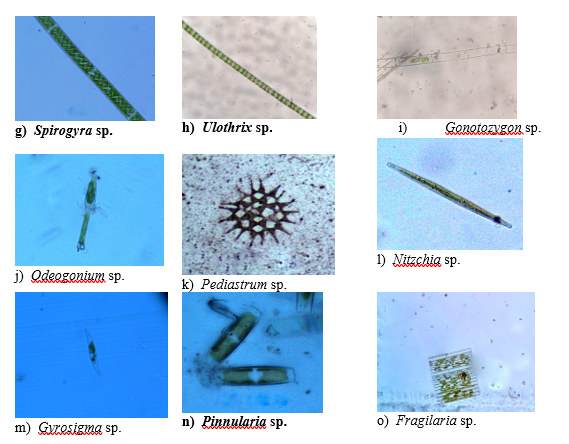 g) Spirogyra sp.
h) Ulothrix sp.
i) Gonotozygon sp.
j) Odeogonium sp.
k) Pediastrum sp.
l) Nitzchia sp.
m) Gyrosigma sp.
n) Pinnularia sp.
o) Fragilaria sp.